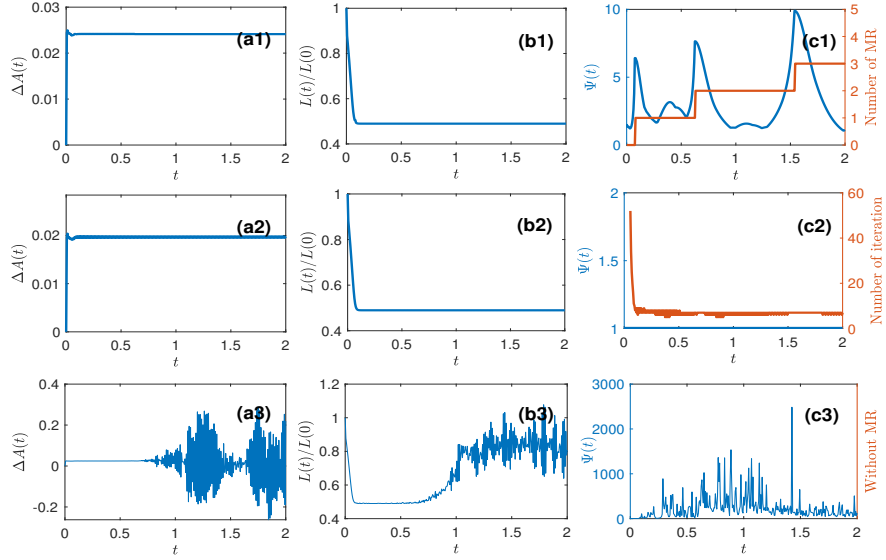 0.03
0.02
0.01
0
ΔA(t)
(a1)
0 0.5 1 1.5 2
t
1
0.8
0.6
0.4
L(t)/L(0)
(b1)
0 0.5 1 1.5 2
t
10
5
0
Ψ(t)
(c1)
5
4
3
2
1
0
Number of MR
0 0.5 1 1.5 2
t
0.02
0.01
0
ΔA(t)
(a2)
0 0.5 1 1.5 2
t
1
0.8
0.6
0.4
L(t)/L(0)
(b2)
0 0.5 1 1.5 2
t
2
1.5
1
Ψ(t)
(c2)
60
40
20
0
Number of iteration
0 0.5 1 1.5 2
t
0.4
0.2
0
-0.2
ΔA(t)
(a3)
0 0.5 1 1.5 2
t
1.2
1
0.8
0.6
0.4
L(t)/L(0)
(b3)
0 0.5 1 1.5 2
t
3000
2000
1000
0
Ψ(t)
(c3)
Without MR
0 0.5 1 1.5 2
t